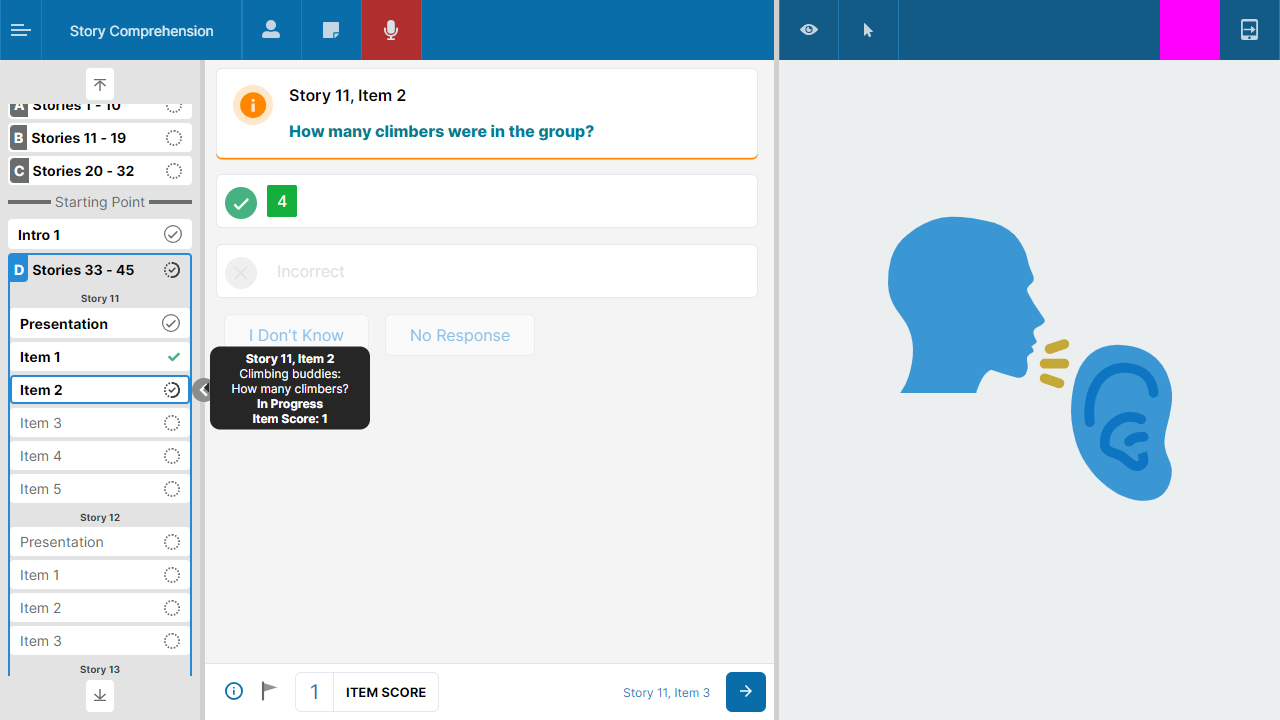 Story Comprehension
A Stories 1 - 10
B Stories 11 - 19
C Stories 20 - 32
Starting Point
Intro 1
D Stories 33 - 45
Story 11
Presentation
Item 1
Item 2
Item 3
Item 4
Item 5
Story 12
Presentation
Item 1
Item 2
Item 3
Story 13
Story 11, Item 2
How many climbers were in the group?
4
Incorrect
I Don't Know
No Response
Story 11, Item 2
Climbing buddies:
How many climbers?
In Progress
Item Score: 1
1 ITEM SCORE
Story 11, Item 3